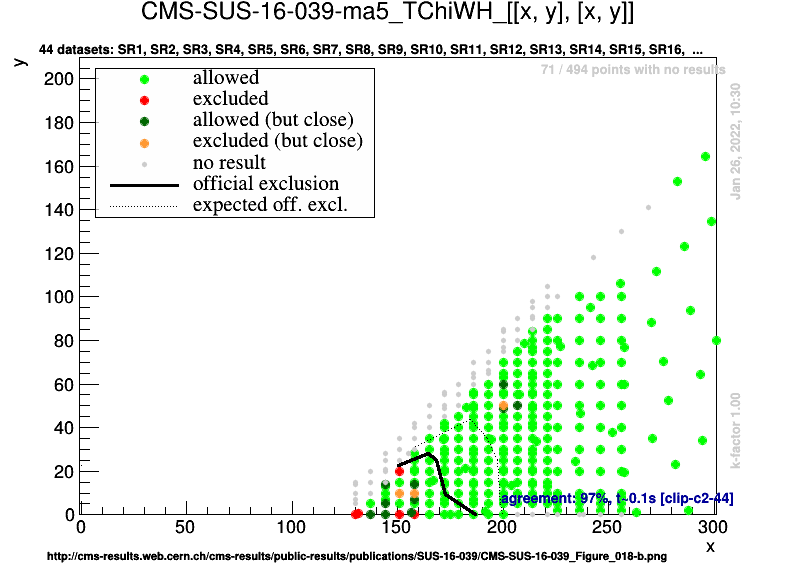 CMS-SUS-16-039-ma5_TChiWH_[[x, y], [x, y]]
44 datasets: SR1, SR2, SR3, SR4, SR5, SR6, SR7, SR8, SR9, SR10, SR11, SR12, SR13, SR14, SR15, SR16, ...
y
71 / 494 points with no results
allowed
excluded
allowed (but close)
excluded (but close)
no result
official exclusion
expected off. excl.
200
180
160
140
120
100
80
60
40
20
0
Jan 26, 2022, 10:30
k-factor 1.00
agreement: 97%, t~0.1s [clip-c2-44]
0 50 100 150 200 250 300
x
http://cms-results.web.cern.ch/cms-results/public-results/publications/SUS-16-039/CMS-SUS-16-039_Figure_018-b.png